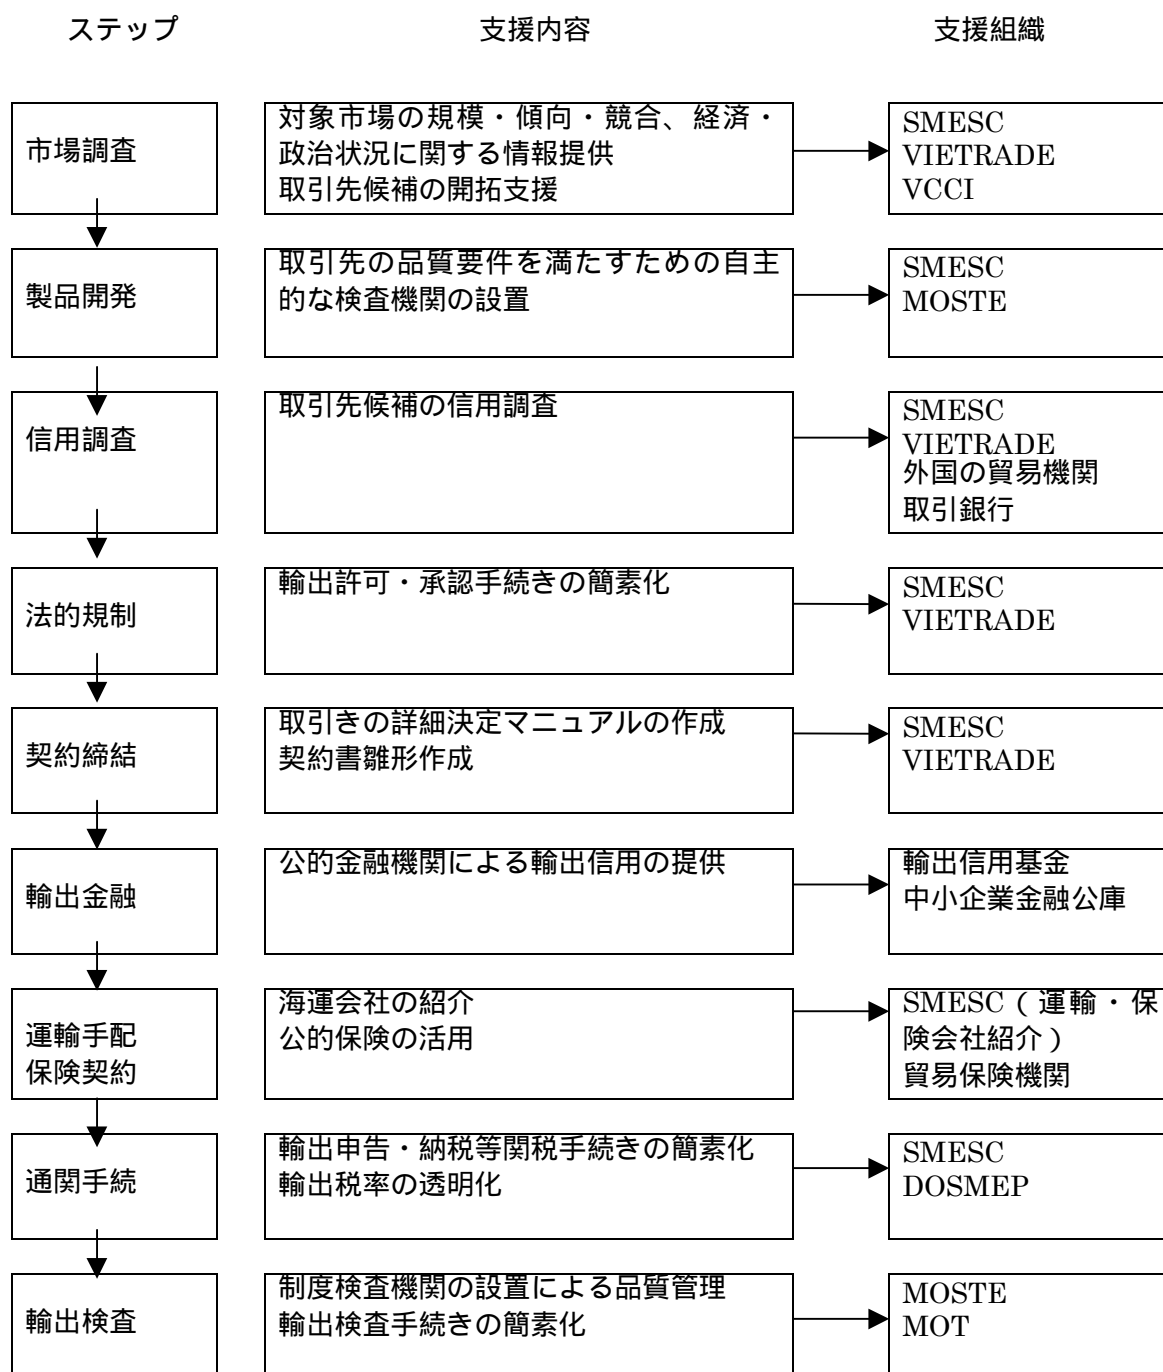 ステップ 支援内容 支援組織
市場調査
対象市場の規模・傾向・競合、経済・
政治状況に関する情報提供
取引先候補の開拓支援
SMESC
VIETRADE
VCCI
製品開発
取引先の品質要件を満たすための自主
的な検査機関の設置
SMESC
MOSTE
信用調査
取引先候補の信用調査
SMESC
VIETRADE
外国の貿易機関
取引銀行
法的規制
輸出許可・承認手続きの簡素化
SMESC
VIETRADE
契約締結
取引きの詳細決定マニュアルの作成
契約書雛形作成
SMESC
VIETRADE
輸出金融
公的金融機関による輸出信用の提供
輸出信用基金
中小企業金融公庫
運輸手配
保険契約
海運会社の紹介
公的保険の活用
SMESC（運輸・保
険会社紹介）
貿易保険機関
通関手続
輸出申告・納税等関税手続きの簡素化
輸出税率の透明化
SMESC
DOSMEP
輸出検査
制度検査機関の設置による品質管理
輸出検査手続きの簡素化
MOSTE
MOT